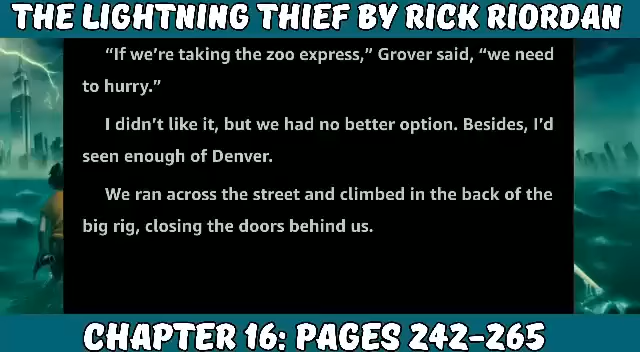 THE LIGHTNING THIEF BY RICK RIORDAN
“If we’re taking the zoo express,” Grover said, “we need
to hurry.”
I didn’t like it, but we had no better option. Besides, I’d
seen enough of Denver.
We ran across the street and climbed in the back of the
big rig, closing the doors behind us.
CHAPTER 16: PAGES 242-265